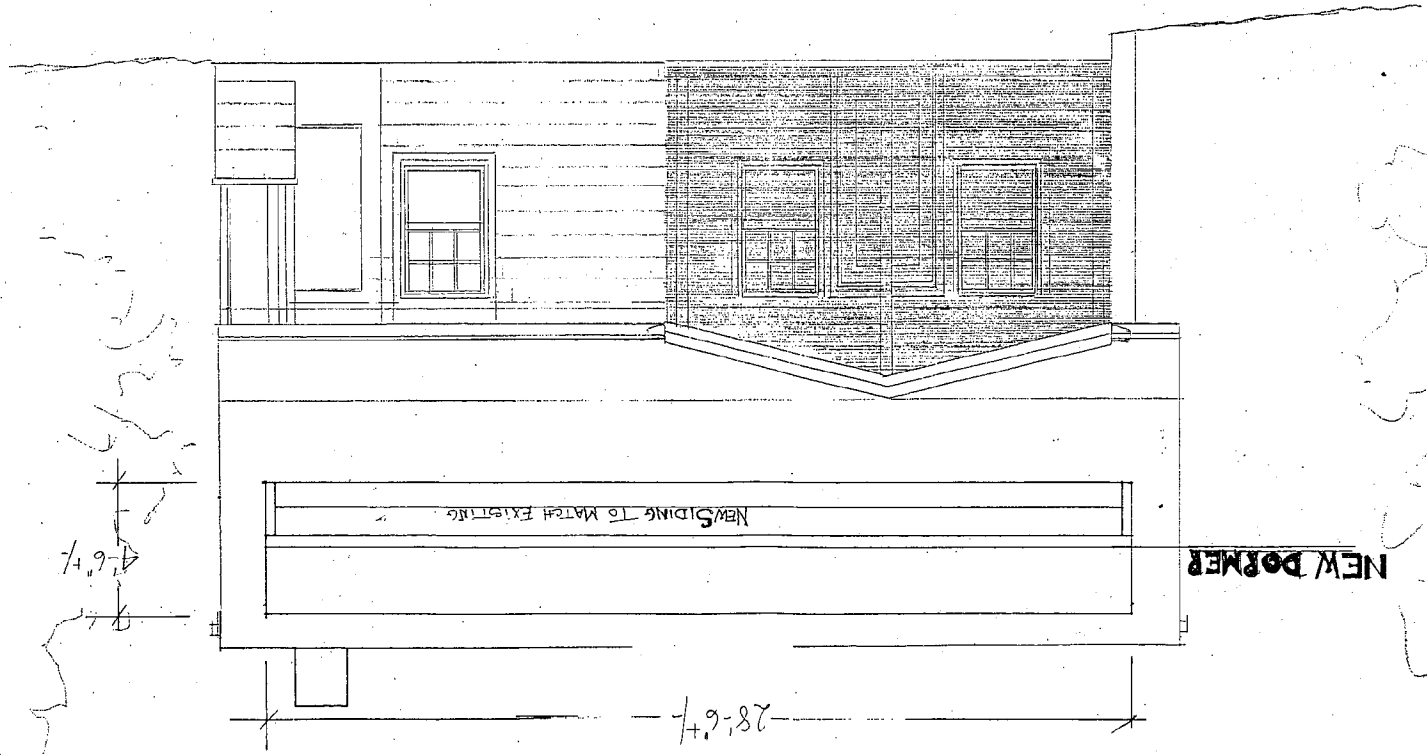 28'-6" +/-
NEW DORMER
4'-6" +/-
NEW SIDING TO MATCH EXISTING